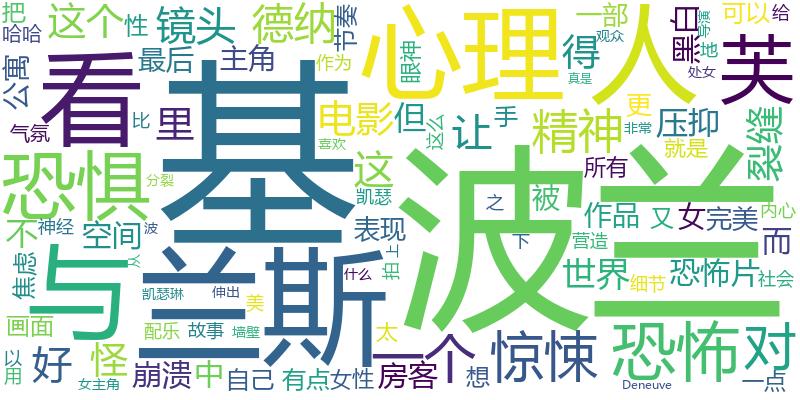 把 这个 性 镜头 德纳 节奏 心理 人 一部 可以 给
哈哈 看 基 眼神 得 观众 黑白 地 导演 芙
公寓 最后 主角 作为 处女 真是
气氛 比 里 电影 但 这么 让 手 更 压抑 就是 裂缝
恐惧 喜欢 精神 非常
分裂 这 凯瑟 波 兰 所有
不 神经 波 表现 之 被 作品 又 女 完美 内心
焦虑 空间 从 与 兰 斯 拍 上 下 营造 而
凯瑟琳 伸出 什么 世界 细节 恐怖片 社会
画面 美 配乐 故事 墙壁 太 一个 惊悚 恐怖 对
以 好 怪 崩溃 中 自己 有点 女性 房客 想
用 女主角 Deneuve 一点